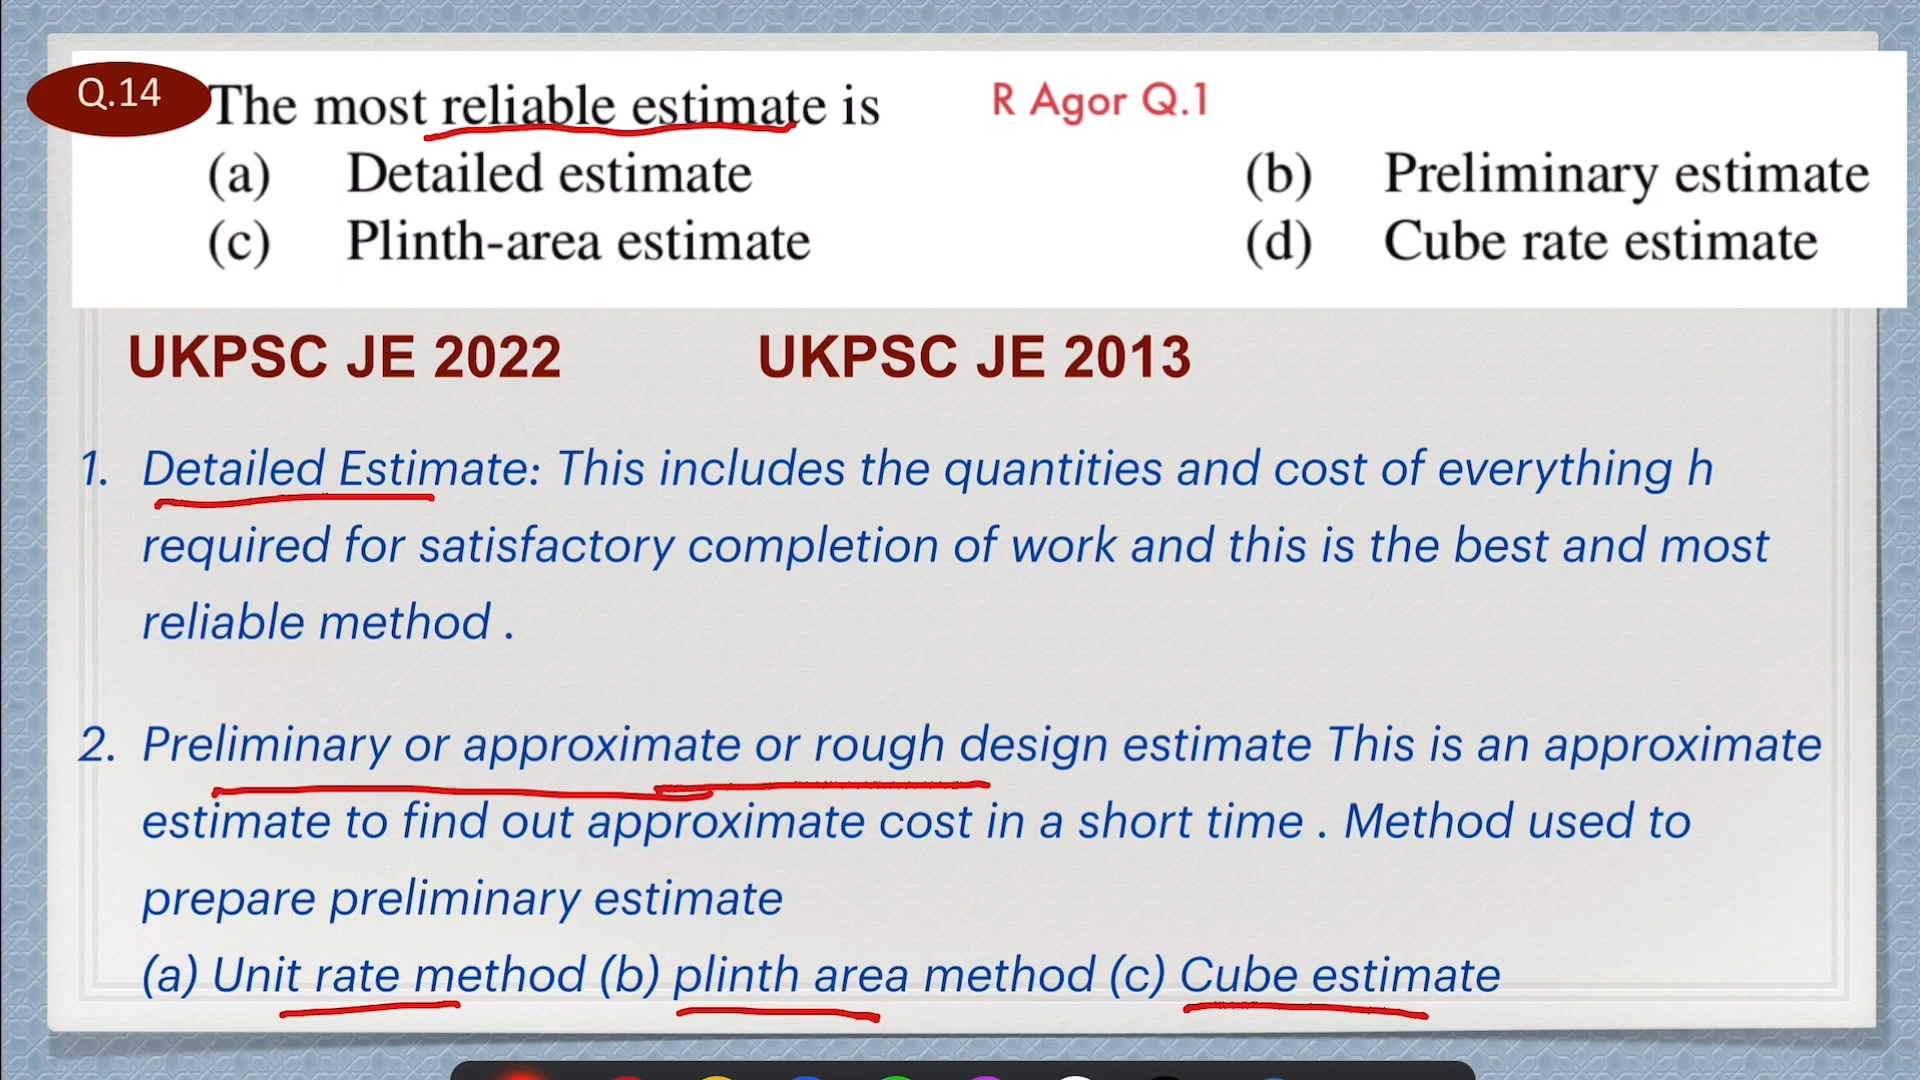 Q.14 The most reliable estimate is R Agor Q.1
(a) Detailed estimate (b) Preliminary estimate
(c) Plinth-area estimate (d) Cube rate estimate
UKPSC JE 2022 UKPSC JE 2013
1. Detailed Estimate: This includes the quantities and cost of everything h
required for satisfactory completion of work and this is the best and most
reliable method .
2. Preliminary or approximate or rough design estimate This is an approximate
estimate to find out approximate cost in a short time . Method used to
prepare preliminary estimate
(a) Unit rate method (b) plinth area method (c) Cube estimate